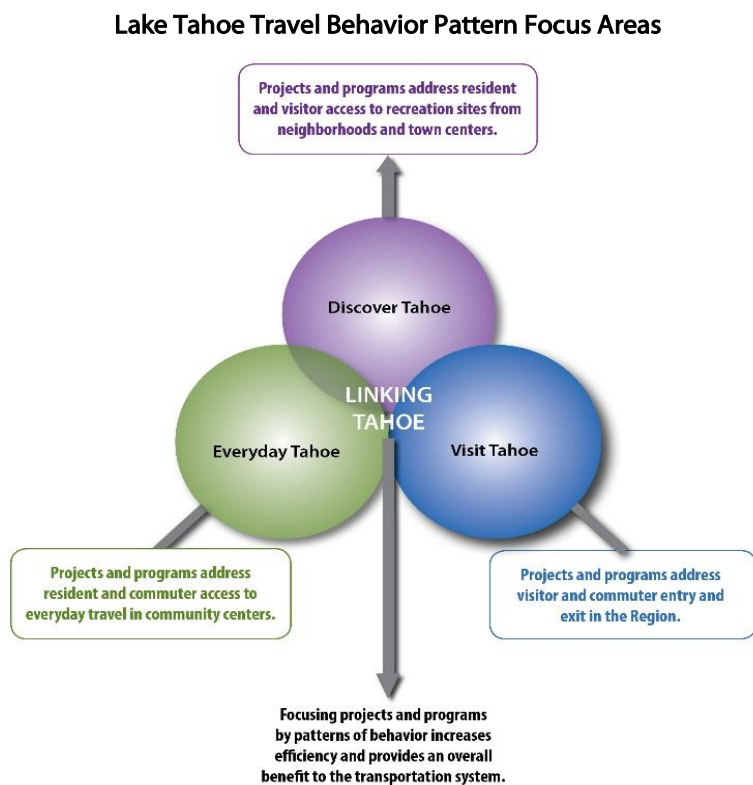 Lake Tahoe Travel Behavior Pattern Focus Areas
Projects and programs address resident
and visitor access to recreation sites from
neighborhoods and town centers.
Discover Tahoe
LINKING
TAHOE
Everyday Tahoe
Visit Tahoe
Projects and programs address
resident and commuter access to
everyday travel in community centers.
Projects and programs address
visitor and commuter entry and
exit in the Region.
Focusing projects and programs
by patterns of behavior increases
efficiency and provides an overall
benefit to the transportation system.